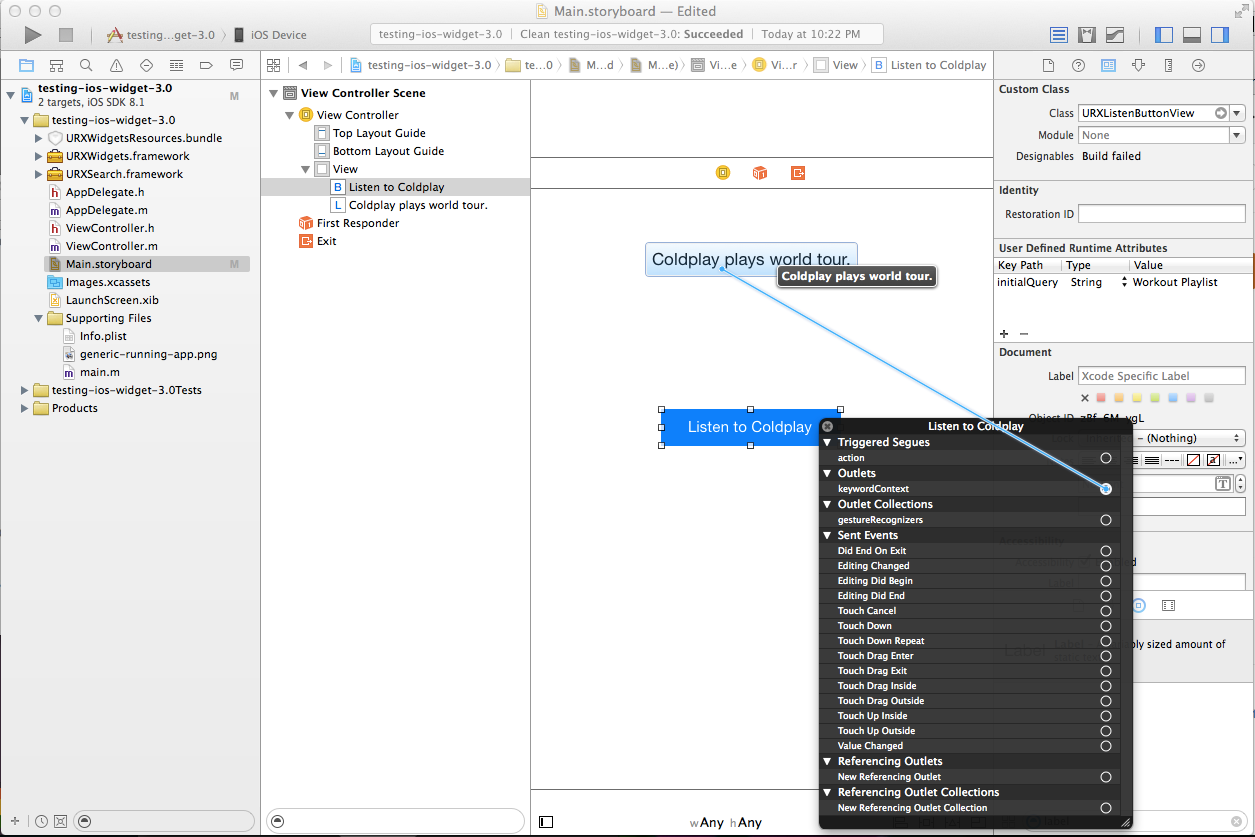 Main.storyboard — Edited
testing...get-3.0 iOS Device
testing-ios-widget-3.0 Clean testing-ios-widget-3.0: Succeeded Today at 10:22 PM
testing-ios-widget-3.0 te...0 M...d M...e) Vi...e Vi...r View B Listen to Coldplay
testing-ios-widget-3.0
2 targets, iOS SDK 8.1
M
testing-ios-widget-3.0
URXWidgetsResources.bundle
URXWidgets.framework
URXSearch.framework
h AppDelegate.h
m AppDelegate.m
h ViewController.h
m ViewController.m
Main.storyboard M
Images.xcassets
LaunchScreen.xib
Supporting Files
Info.plist
generic-running-app.png
m main.m
testing-ios-widget-3.0Tests
Products
View Controller Scene
View Controller
Top Layout Guide
Bottom Layout Guide
View
B Listen to Coldplay
L Coldplay plays world tour.
First Responder
Exit
Coldplay plays world tour.
Coldplay plays world tour.
Listen to Coldplay
wAny hAny
Custom Class
Class URXListenButtonView
Module None
Designables Build failed
Identity
Restoration ID
User Defined Runtime Attributes
Key Path Type Value
initialQuery String Workout Playlist
Document
Label Xcode Specific Label
Object ID
– (Nothing)
Listen to Coldplay
Triggered Segues
action
Outlets
keywordContext
Outlet Collections
gestureRecognizers
Sent Events
Did End On Exit
Editing Changed
Editing Did Begin
Editing Did End
Touch Cancel
Touch Down
Touch Down Repeat
Touch Drag Enter
Touch Drag Exit
Touch Drag Inside
Touch Drag Outside
Touch Up Inside
Touch Up Outside
Value Changed
Referencing Outlets
New Referencing Outlet
Referencing Outlet Collections
New Referencing Outlet Collection
Accessibility
Label Label
sized amount of